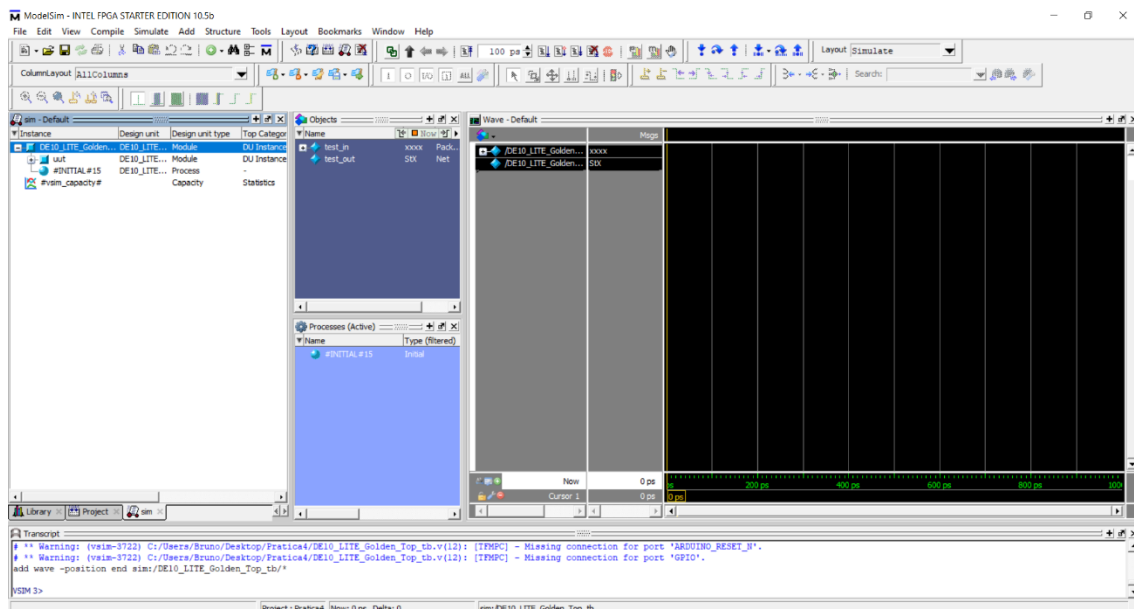 ModelSim - INTEL FPGA STARTER EDITION 10.5b
File Edit View Compile Simulate Add Structure Tools Layout Bookmarks Window Help
100 ps
Layout Simulate
ColumnLayout AllColumns
Search:
sim - Default
Instance Design unit Design unit type Top Categor
DE10_LITE_Golden... DE10_LITE... Module DU Instance
uut DE10_LITE... Module DU Instance
#INITIAL#15 DE10_LITE... Process -
#vsim_capacity# Capacity Statistics
Objects
Name Now
test_in xxxx Pack...
test_out StX Net
Processes (Active)
Name Type (filtered)
#INITIAL#15 Initial
Wave - Default
Msgs
/DE10_LITE_Golden... xxxx
/DE10_LITE_Golden... StX
Now 0 ps
Cursor 1 0 ps
200 ps 400 ps 600 ps 800 ps
0 ps
Library Project sim
Transcript
# ** Warning: (vsim-3722) C:/Users/Bruno/Desktop/Pratica4/DE10_LITE_Golden_Top_tb.v(12): [TFMPC] - Missing connection for port 'ARDUINO_RESET_N'.
# ** Warning: (vsim-3722) C:/Users/Bruno/Desktop/Pratica4/DE10_LITE_Golden_Top_tb.v(12): [TFMPC] - Missing connection for port 'GPIO'.
add wave -position end sim:/DE10_LITE_Golden_Top_tb/*
VSIM 3>
Project : Pratica4 Now: 0 ps Delta: 0 sim:/DE10_LITE_Golden_Top_tb